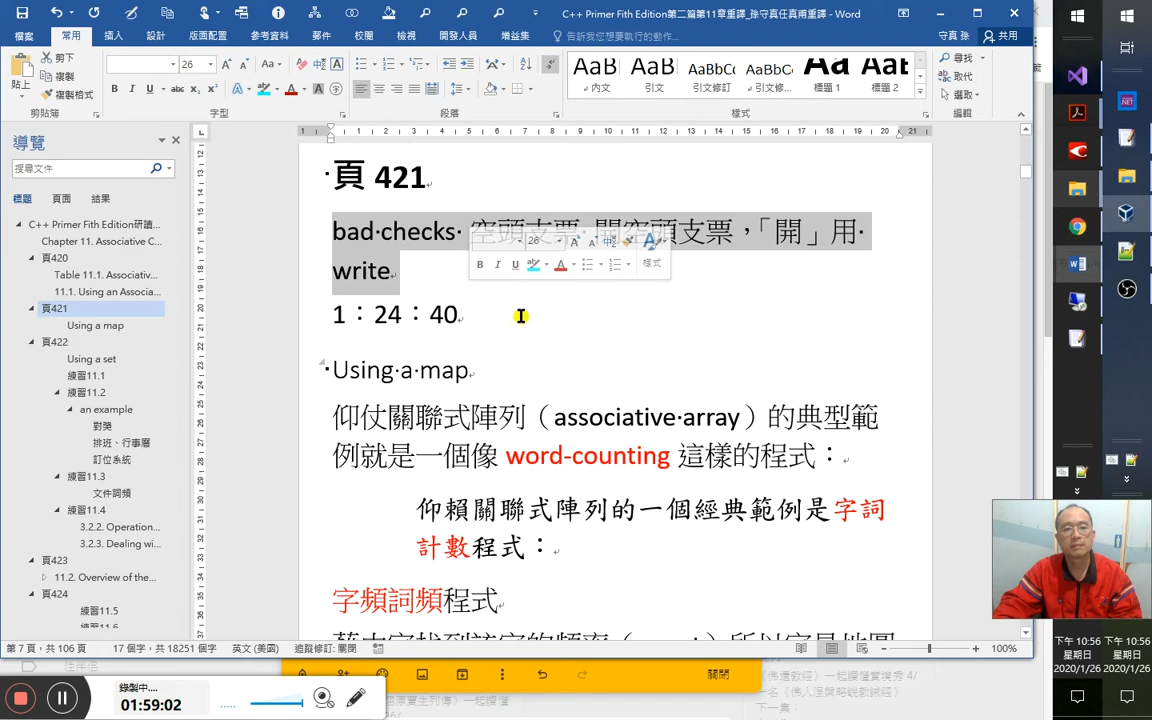 C++ Primer Fith Edition第二篇第11章重譯_孫守真任真甫重譯 - Word
檔案 常用 插入 設計 版面配置 參考資料 郵件 校閱 檢視 開發人員 增益集 告訴我您想要執行的動作... 守真 孫 共用
貼上 剪下 複製 複製格式 剪貼簿
26 字型
段落
AaB AaB AaBbCc AaBbCc AaB AaB
內文 引文 引文修訂 引文修... 標題 1 標題 2
樣式
尋找 取代 選取 編輯
導覽
搜尋文件
標題 頁面 結果
C++ Primer Fith Edition研讀...
Chapter 11. Associative C...
頁420
Table 11.1. Associativ...
11.1. Using an Associa...
頁421
Using a map
頁422
Using a set
練習11.1
練習11.2
an example
對獎
排班、行事曆
訂位系統
練習11.3
文件詞頻
練習11.4
3.2.2. Operation...
3.2.3. Dealing wi...
頁423
11.2. Overview of the...
頁424
練習11.5
練習11.6
頁 421
bad checks 空頭支票 開空頭支票，「開」用
write
26
樣式
1：24：40
Using a map
仰仗關聯式陣列（associative array）的典型範
例就是一個像 word-counting 這樣的程式：
仰賴關聯式陣列的一個經典範例是字詞
計數程式：
字頻詞頻程式
第 7 頁，共 106 頁 17 個字，共 18251 個字 英文 (美國) 追蹤修訂: 關閉 100%
關閉
錄製中....
01:59:02
下午 10:56
星期日
2020/1/26
下午 10:56
星期日
2020/1/26